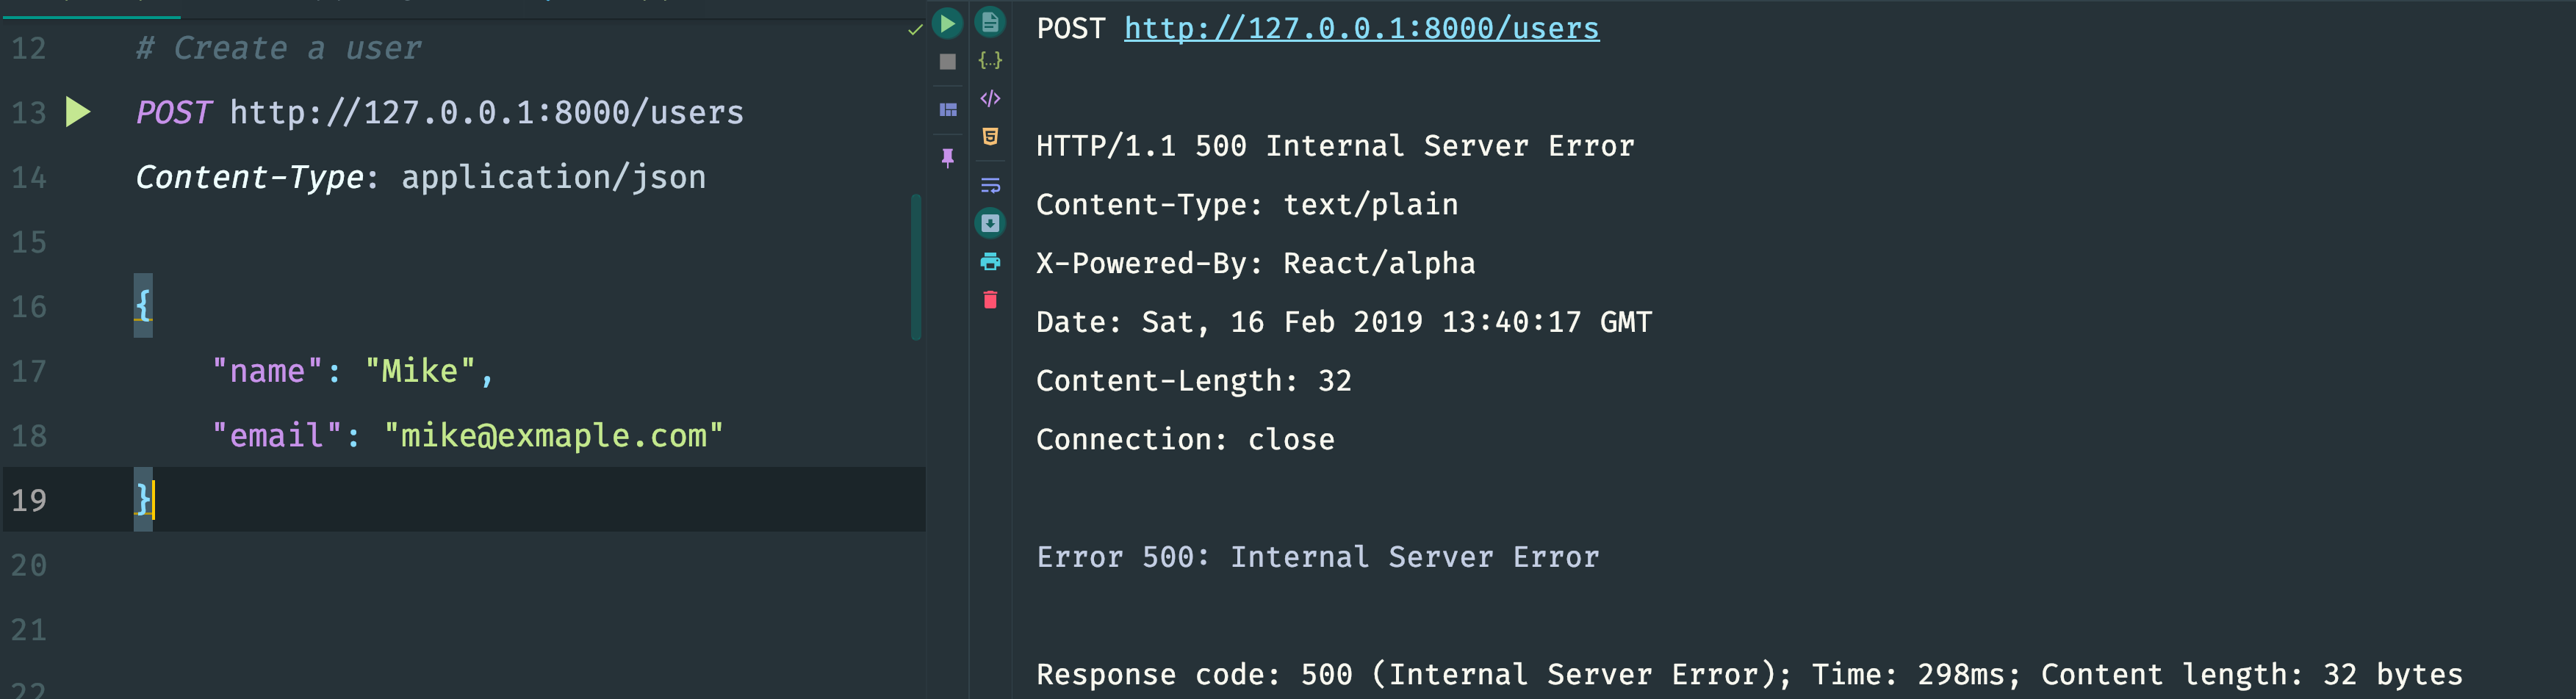 12 # Create a user
13 POST http://127.0.0.1:8000/users
14 Content-Type: application/json
15
16 {
17 "name": "Mike",
18 "email": "mike@exmaple.com"
19 }
20
21
22
POST http://127.0.0.1:8000/users
HTTP/1.1 500 Internal Server Error
Content-Type: text/plain
X-Powered-By: React/alpha
Date: Sat, 16 Feb 2019 13:40:17 GMT
Content-Length: 32
Connection: close
Error 500: Internal Server Error
Response code: 500 (Internal Server Error); Time: 298ms; Content length: 32 bytes